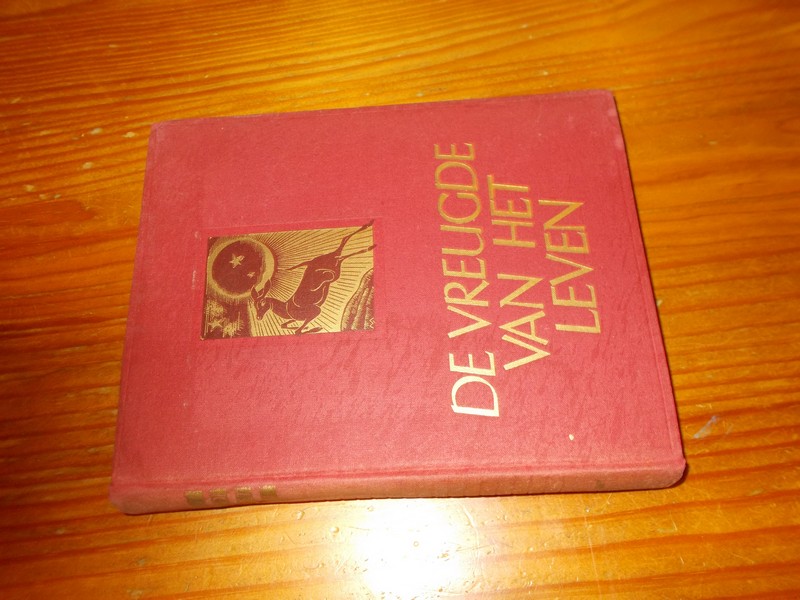 DE VREUGDE
VAN HET
LEVEN